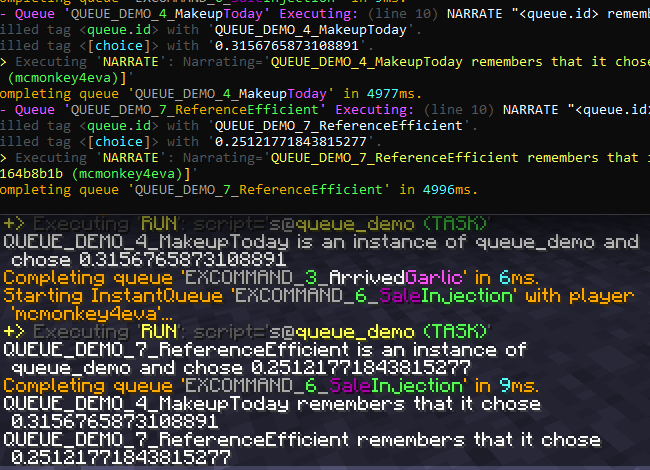 ompleting queue 'EXCOMMAND_6_SaleInjection' in 9ms.
- Queue 'QUEUE_DEMO_4_MakeupToday' Executing: (line 10) NARRATE "<queue.id> rememb
illed tag <queue.id> with 'QUEUE_DEMO_4_MakeupToday'.
illed tag <[choice]> with '0.3156765873108891'.
> Executing 'NARRATE': Narrating='QUEUE_DEMO_4_MakeupToday remembers that it chose
(mcmonkey4eva)]'
ompleting queue 'QUEUE_DEMO_4_MakeupToday' in 4977ms.
- Queue 'QUEUE_DEMO_7_ReferenceEfficient' Executing: (line 10) NARRATE "<queue.id>
illed tag <queue.id> with 'QUEUE_DEMO_7_ReferenceEfficient'.
illed tag <[choice]> with '0.25121771843815277'.
> Executing 'NARRATE': Narrating='QUEUE_DEMO_7_ReferenceEfficient remembers that i
164b8b1b (mcmonkey4eva)]'
ompleting queue 'QUEUE_DEMO_7_ReferenceEfficient' in 4996ms.
+> Executing 'RUN': script='s@queue_demo (TASK)'
QUEUE_DEMO_4_MakeupToday is an instance of queue_demo and
chose 0.3156765873108891
Completing queue 'EXCOMMAND_3_ArrivedGarlic' in 6ms.
Starting InstantQueue 'EXCOMMAND_6_SaleInjection' with player
'mcmonkey4eva'...
+> Executing 'RUN': script='s@queue_demo (TASK)'
QUEUE_DEMO_7_ReferenceEfficient is an instance of
queue_demo and chose 0.25121771843815277
Completing queue 'EXCOMMAND_6_SaleInjection' in 9ms.
QUEUE_DEMO_4_MakeupToday remembers that it chose
0.3156765873108891
QUEUE_DEMO_7_ReferenceEfficient remembers that it chose
0.25121771843815277